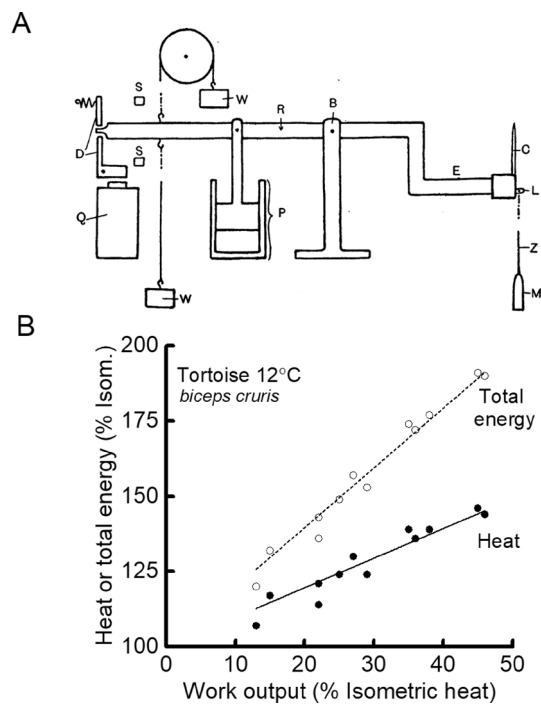 A
S
W
R
B
D
S
E
C
L
Q
P
Z
W
M
B
200
175
150
125
100
Heat or total energy (% Isom.)
Tortoise 12°C
biceps cruris
Total
energy
Heat
0 10 20 30 40 50
Work output (% Isometric heat)